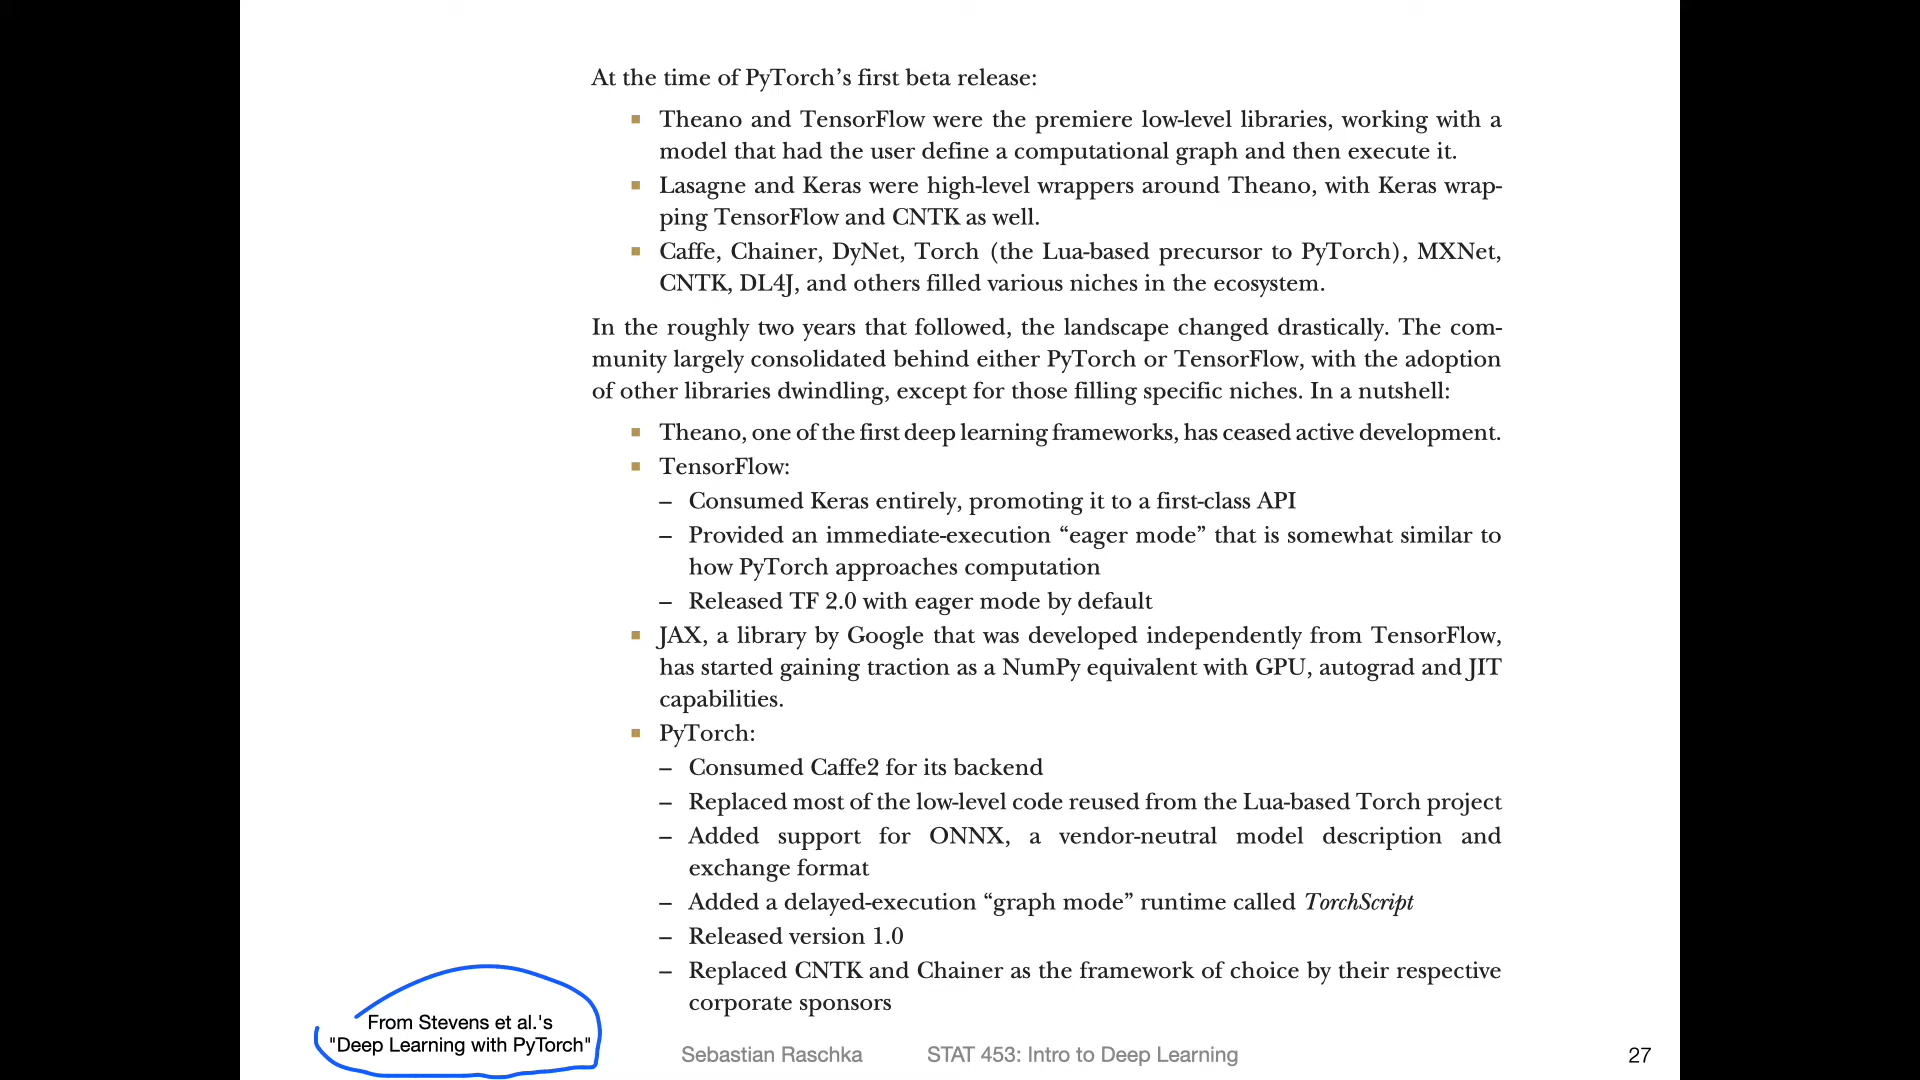 At the time of PyTorch's first beta release:
■ Theano and TensorFlow were the premiere low-level libraries, working with a
model that had the user define a computational graph and then execute it.
■ Lasagne and Keras were high-level wrappers around Theano, with Keras wrap-
ping TensorFlow and CNTK as well.
■ Caffe, Chainer, DyNet, Torch (the Lua-based precursor to PyTorch), MXNet,
CNTK, DL4J, and others filled various niches in the ecosystem.
In the roughly two years that followed, the landscape changed drastically. The com-
munity largely consolidated behind either PyTorch or TensorFlow, with the adoption
of other libraries dwindling, except for those filling specific niches. In a nutshell:
■ Theano, one of the first deep learning frameworks, has ceased active development.
■ TensorFlow:
– Consumed Keras entirely, promoting it to a first-class API
– Provided an immediate-execution “eager mode” that is somewhat similar to
how PyTorch approaches computation
– Released TF 2.0 with eager mode by default
■ JAX, a library by Google that was developed independently from TensorFlow,
has started gaining traction as a NumPy equivalent with GPU, autograd and JIT
capabilities.
■ PyTorch:
– Consumed Caffe2 for its backend
– Replaced most of the low-level code reused from the Lua-based Torch project
– Added support for ONNX, a vendor-neutral model description and
exchange format
– Added a delayed-execution “graph mode” runtime called TorchScript
– Released version 1.0
– Replaced CNTK and Chainer as the framework of choice by their respective
corporate sponsors
From Stevens et al.'s
"Deep Learning with PyTorch"
Sebastian Raschka STAT 453: Intro to Deep Learning 27